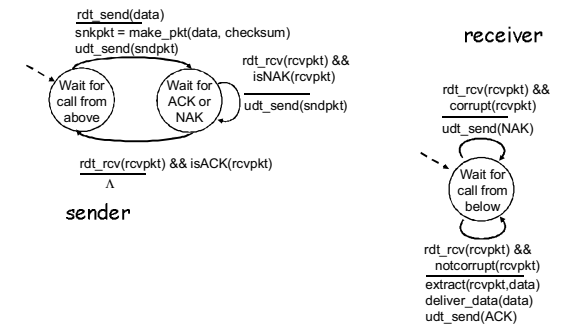 rdt_send(data)
snkpkt = make_pkt(data, checksum)
udt_send(sndpkt)
Wait for
call from
above
Wait for
ACK or
NAK
rdt_rcv(rcvpkt) &&
isNAK(rcvpkt)
udt_send(sndpkt)
rdt_rcv(rcvpkt) && isACK(rcvpkt)
Λ
sender
receiver
rdt_rcv(rcvpkt) &&
corrupt(rcvpkt)
udt_send(NAK)
Wait for
call from
below
rdt_rcv(rcvpkt) &&
notcorrupt(rcvpkt)
extract(rcvpkt,data)
deliver_data(data)
udt_send(ACK)